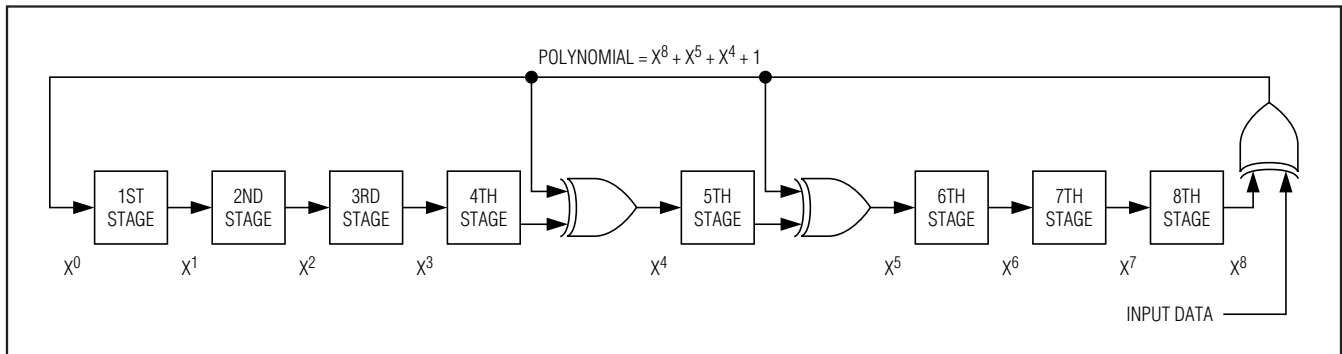 POLYNOMIAL = X⁸ + X⁵ + X⁴ + 1
1ST
STAGE
2ND
STAGE
3RD
STAGE
4TH
STAGE
5TH
STAGE
6TH
STAGE
7TH
STAGE
8TH
STAGE
X⁰
X¹
X²
X³
X⁴
X⁵
X⁶
X⁷
X⁸
INPUT DATA